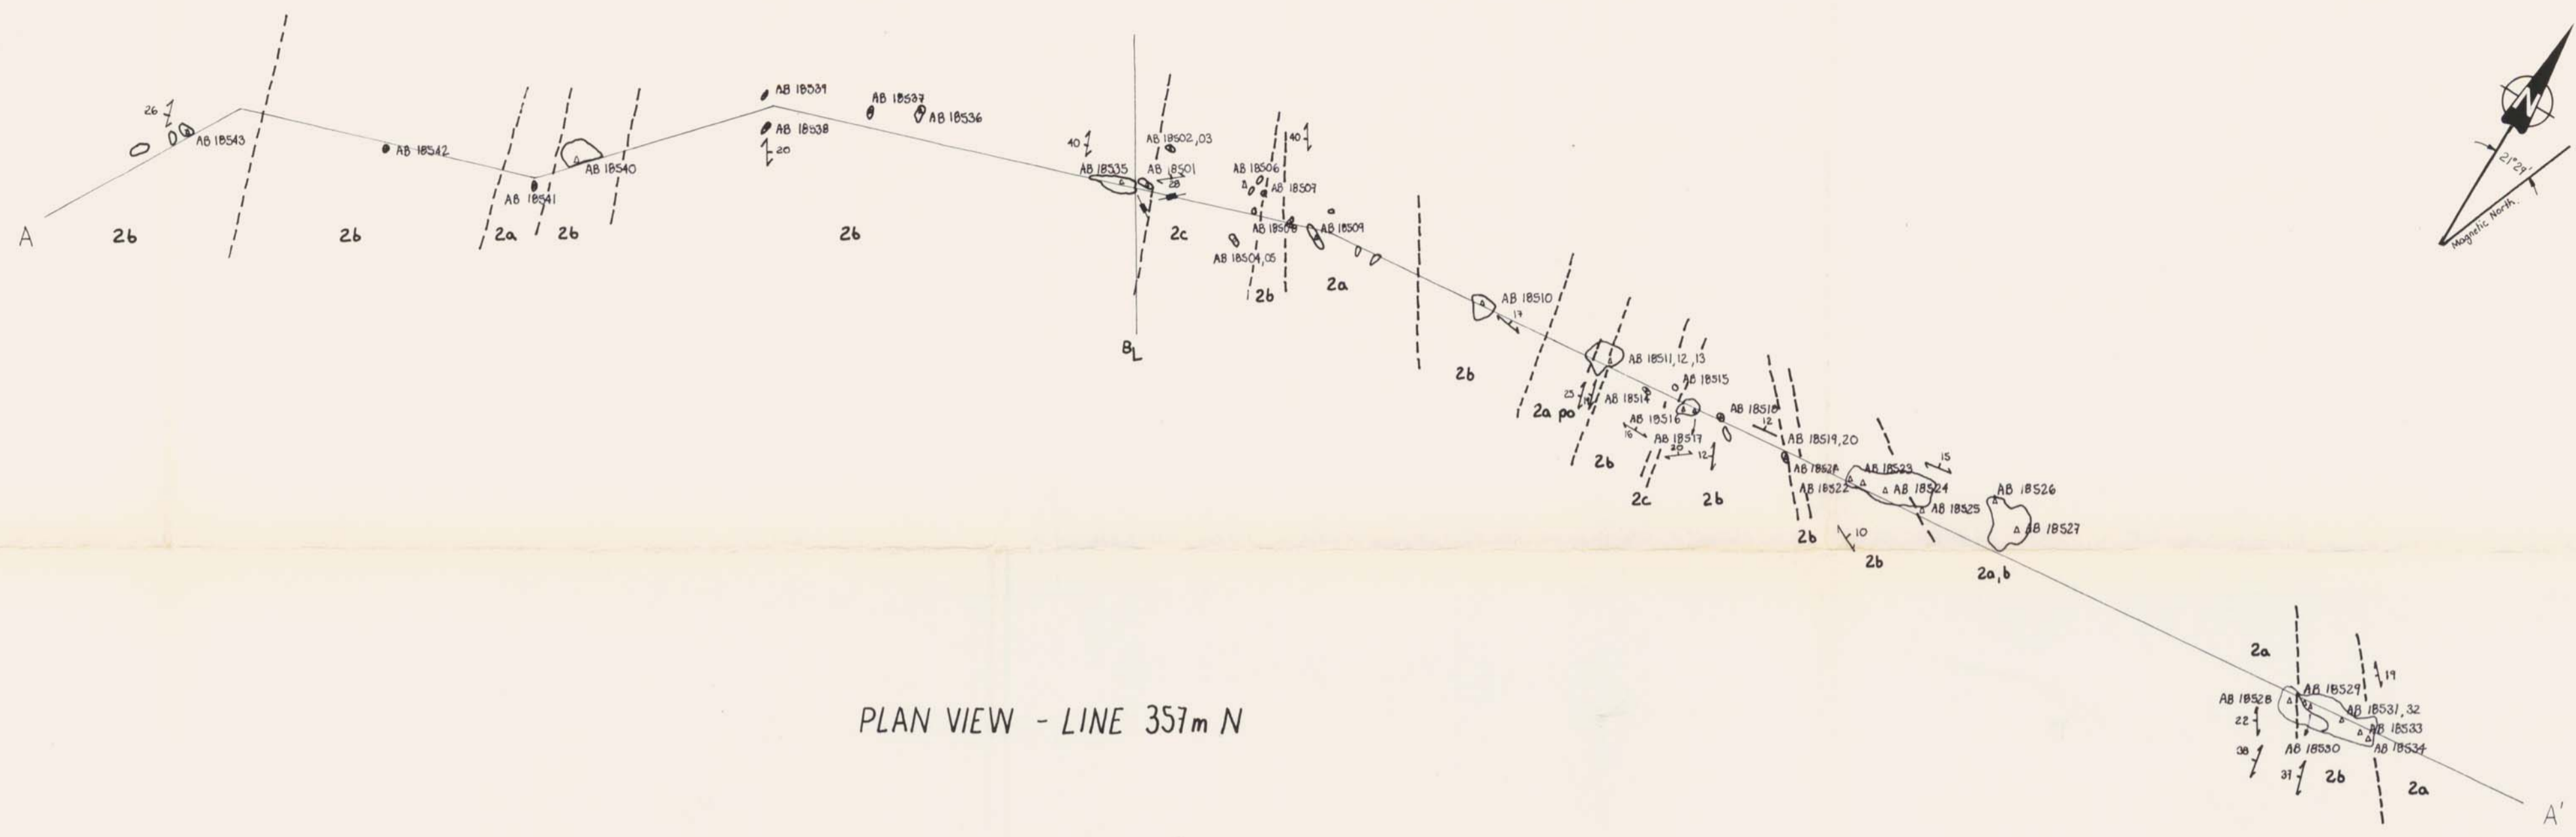 AB 18539
26
AB 18537
AB 18536
AB 18538
AB 18543
AB 18542
20
40
AB 18502,03
40
AB 18540
AB 18535
AB 18501
28
AB 18506
AB 18507
AB 18541
A
2b
2b
2a
2b
2b
2c
AB 18508
AB 18509
AB 18504,05
2b
2a
BL
N
21°29'
Magnetic North.
AB 18510
17
2b
AB 18511,12,13
AB 18515
25
AB 18514
2a po
AB 18516
16
AB 18517
20
12
AB 18518
12
2b
2c
2b
AB 18519,20
AB 18521
AB 18522
AB 18523
15
AB 18524
AB 18525
AB 18526
AB 18527
2b
10
2b
2a,b
PLAN VIEW - LINE 357m N
2a
19
AB 18528
AB 18529
22
AB 18531,32
AB 18533
38
AB 18530
AB 18534
37
2b
2a
A'